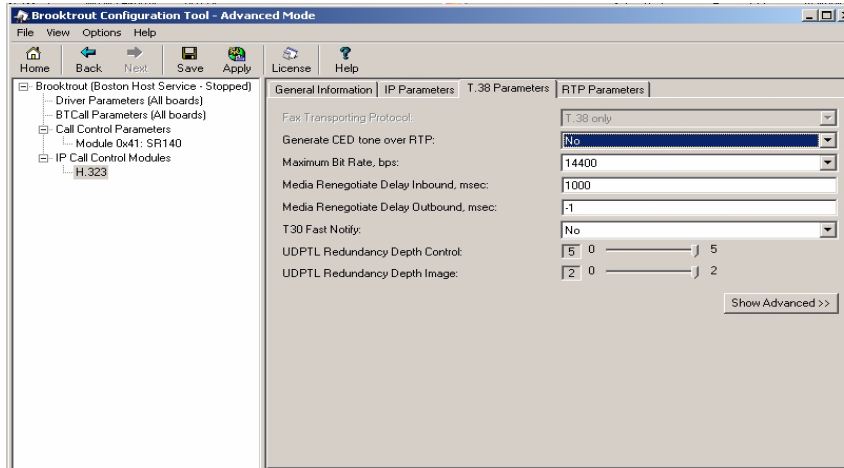 Brooktrout Configuration Tool - Advanced Mode
File View Options Help
Home Back Next Save Apply License Help
Brooktrout (Boston Host Service - Stopped)
Driver Parameters (All boards)
BTCall Parameters (All boards)
Call Control Parameters
Module 0x41: SR140
IP Call Control Modules
H.323
General Information IP Parameters T.38 Parameters RTP Parameters
Fax Transporting Protocol: T.38 only
Generate CED tone over RTP: No
Maximum Bit Rate, bps: 14400
Media Renegotiate Delay Inbound, msec: 1000
Media Renegotiate Delay Outbound, msec: -1
T30 Fast Notify: No
UDPTL Redundancy Depth Control: 5 0 5
UDPTL Redundancy Depth Image: 2 0 2
Show Advanced >>